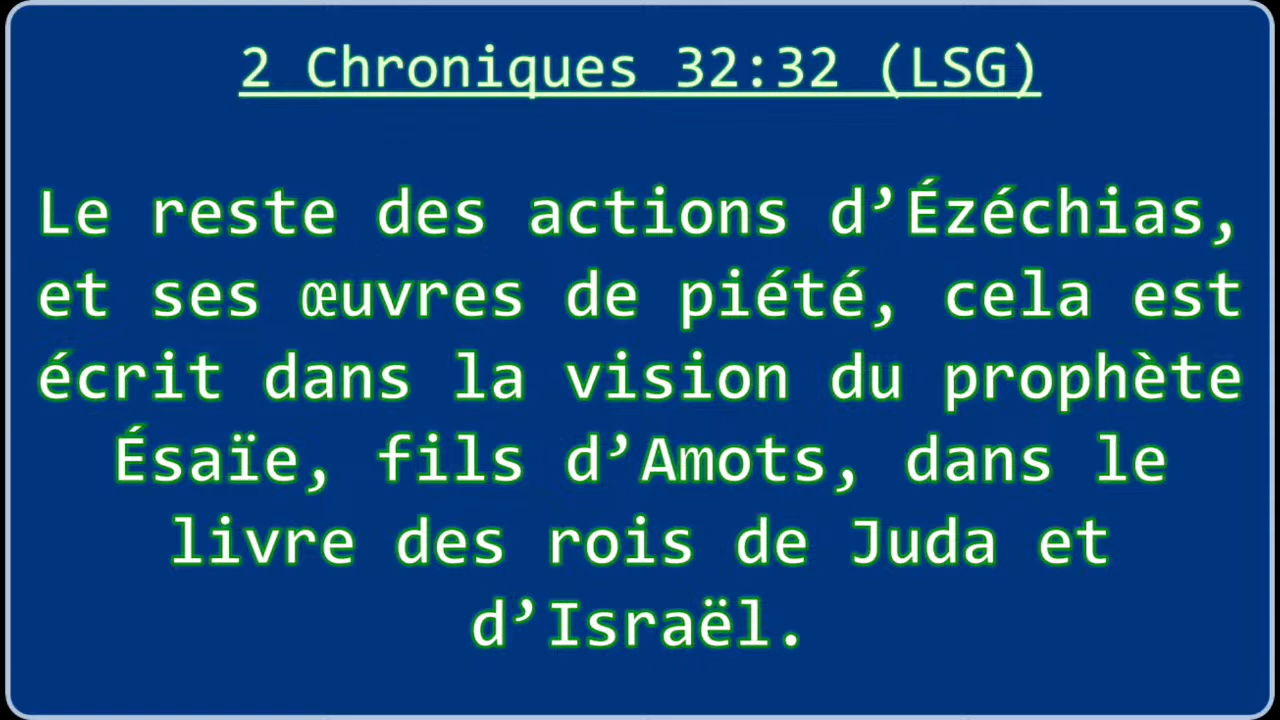 2 Chroniques 32:32 (LSG)
Le reste des actions d’Ézéchias,
et ses œuvres de piété, cela est
écrit dans la vision du prophète
Ésaïe, fils d’Amots, dans le
livre des rois de Juda et
d’Israël.